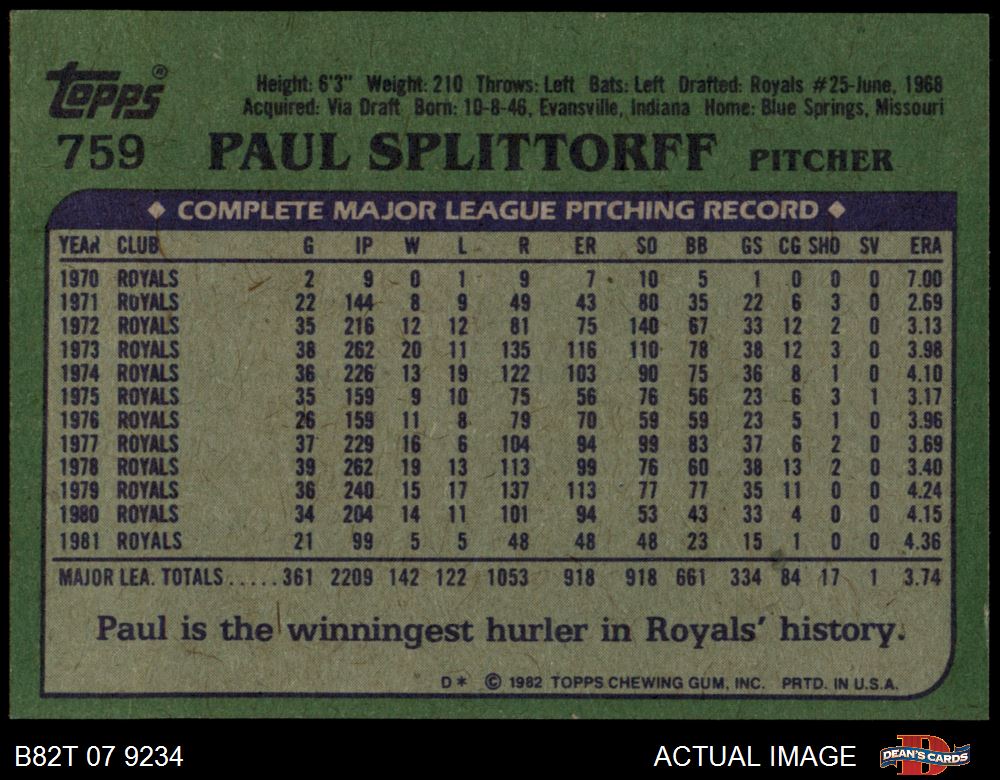 Topps®
Height: 6'3" Weight: 210 Throws: Left Bats: Left Drafted: Royals #25-June, 1968
Acquired: Via Draft Born: 10-8-46, Evansville, Indiana Home: Blue Springs, Missouri
759 PAUL SPLITTORFF PITCHER
◆ COMPLETE MAJOR LEAGUE PITCHING RECORD ◆
YEAR CLUB G IP W L R ER SO BB GS CG SHO SV ERA
1970 ROYALS 2 9 0 1 9 7 10 5 1 0 0 0 7.00
1971 ROYALS 22 144 8 9 49 43 80 35 22 6 3 0 2.69
1972 ROYALS 35 216 12 12 81 75 140 67 33 12 2 0 3.13
1973 ROYALS 38 262 20 11 135 116 110 78 38 12 3 0 3.98
1974 ROYALS 36 226 13 19 122 103 90 75 36 8 1 0 4.10
1975 ROYALS 35 159 9 10 75 56 76 56 23 6 3 1 3.17
1976 ROYALS 26 159 11 8 79 70 59 59 23 5 1 0 3.96
1977 ROYALS 37 229 16 6 104 94 99 83 37 6 2 0 3.69
1978 ROYALS 39 262 19 13 113 99 76 60 38 13 2 0 3.40
1979 ROYALS 36 240 15 17 137 113 77 77 35 11 0 0 4.24
1980 ROYALS 34 204 14 11 101 94 53 43 33 4 0 0 4.15
1981 ROYALS 21 99 5 5 48 48 48 23 15 1 0 0 4.36
MAJOR LEA. TOTALS.....361 2209 142 122 1053 918 918 661 334 84 17 1 3.74
Paul is the winningest hurler in Royals' history.
D* © 1982 TOPPS CHEWING GUM, INC. PRTD. IN U.S.A.
B82T 07 9234 ACTUAL IMAGE DEAN'S CARDS